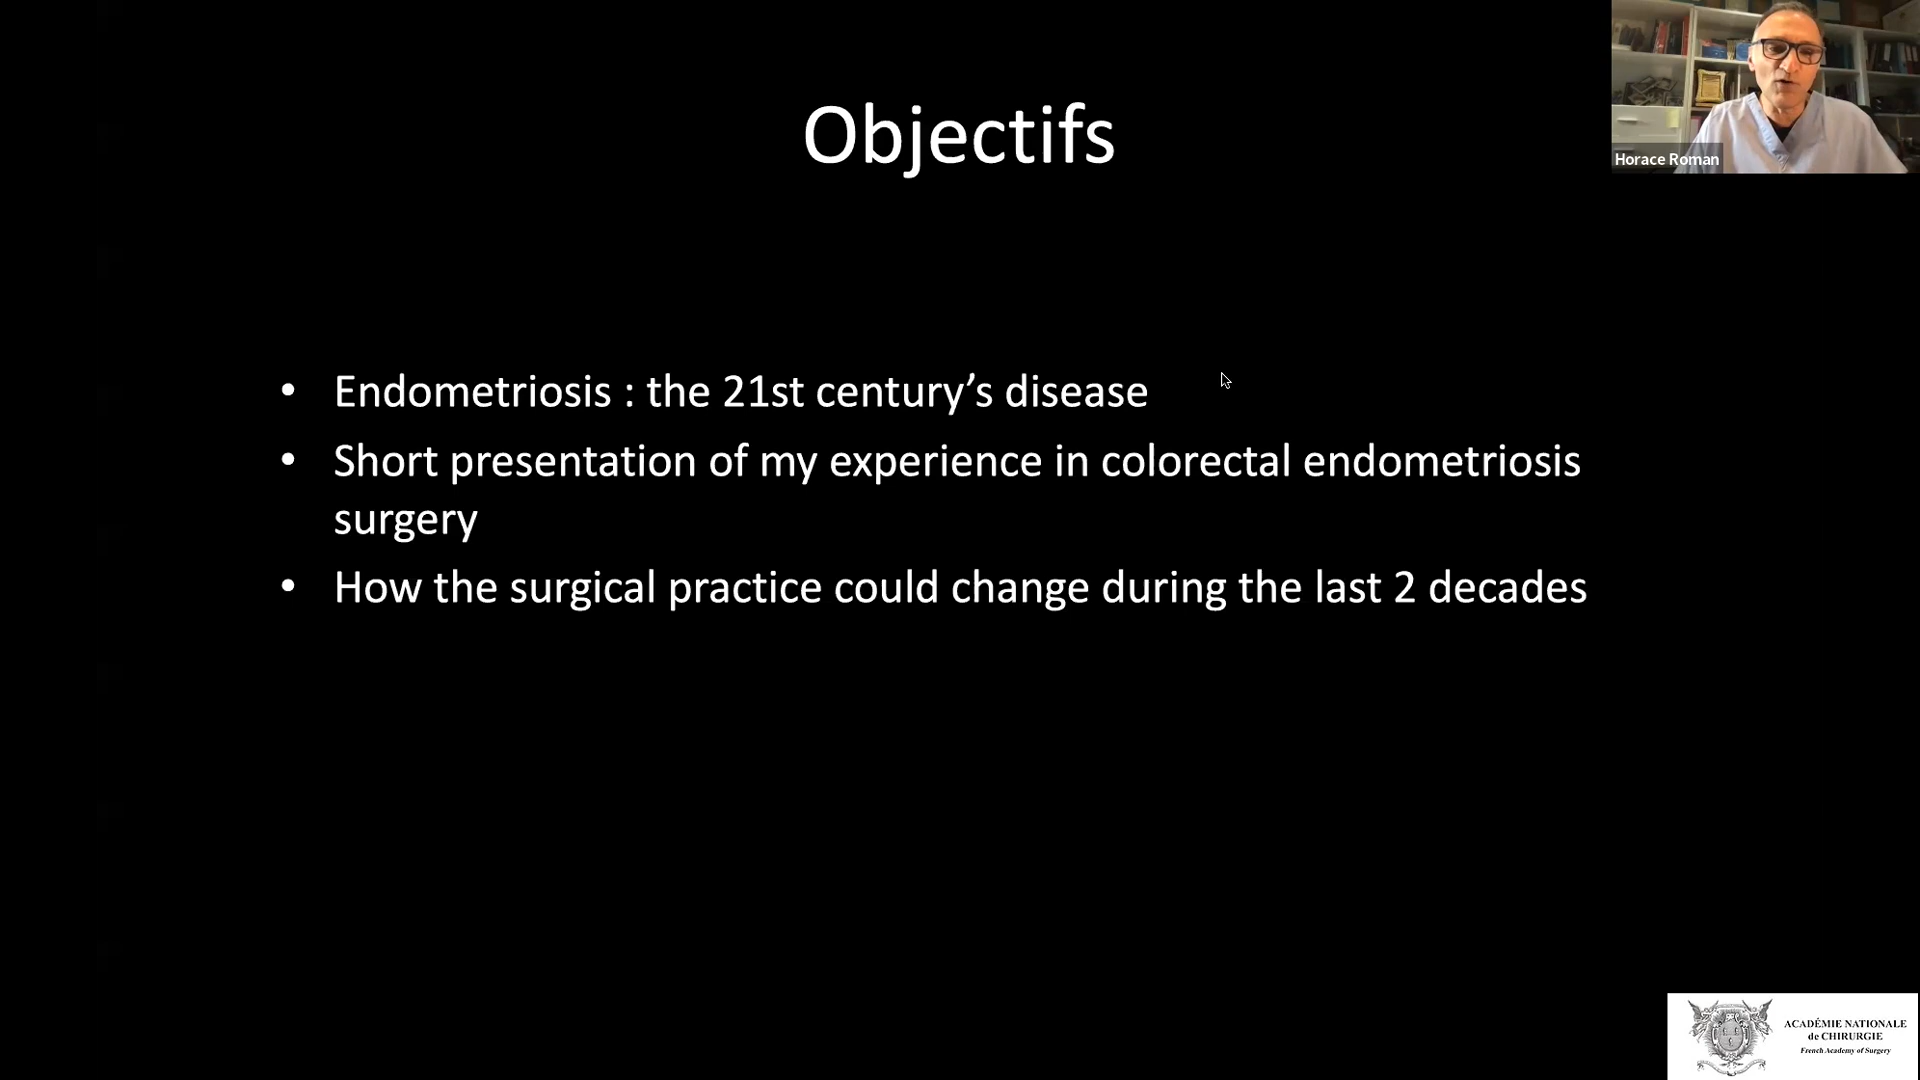 Objectifs
Horace Roman
• Endometriosis : the 21st century’s disease
• Short presentation of my experience in colorectal endometriosis
surgery
• How the surgical practice could change during the last 2 decades
ACADÉMIE NATIONALE
de CHIRURGIE
French Academy of Surgery